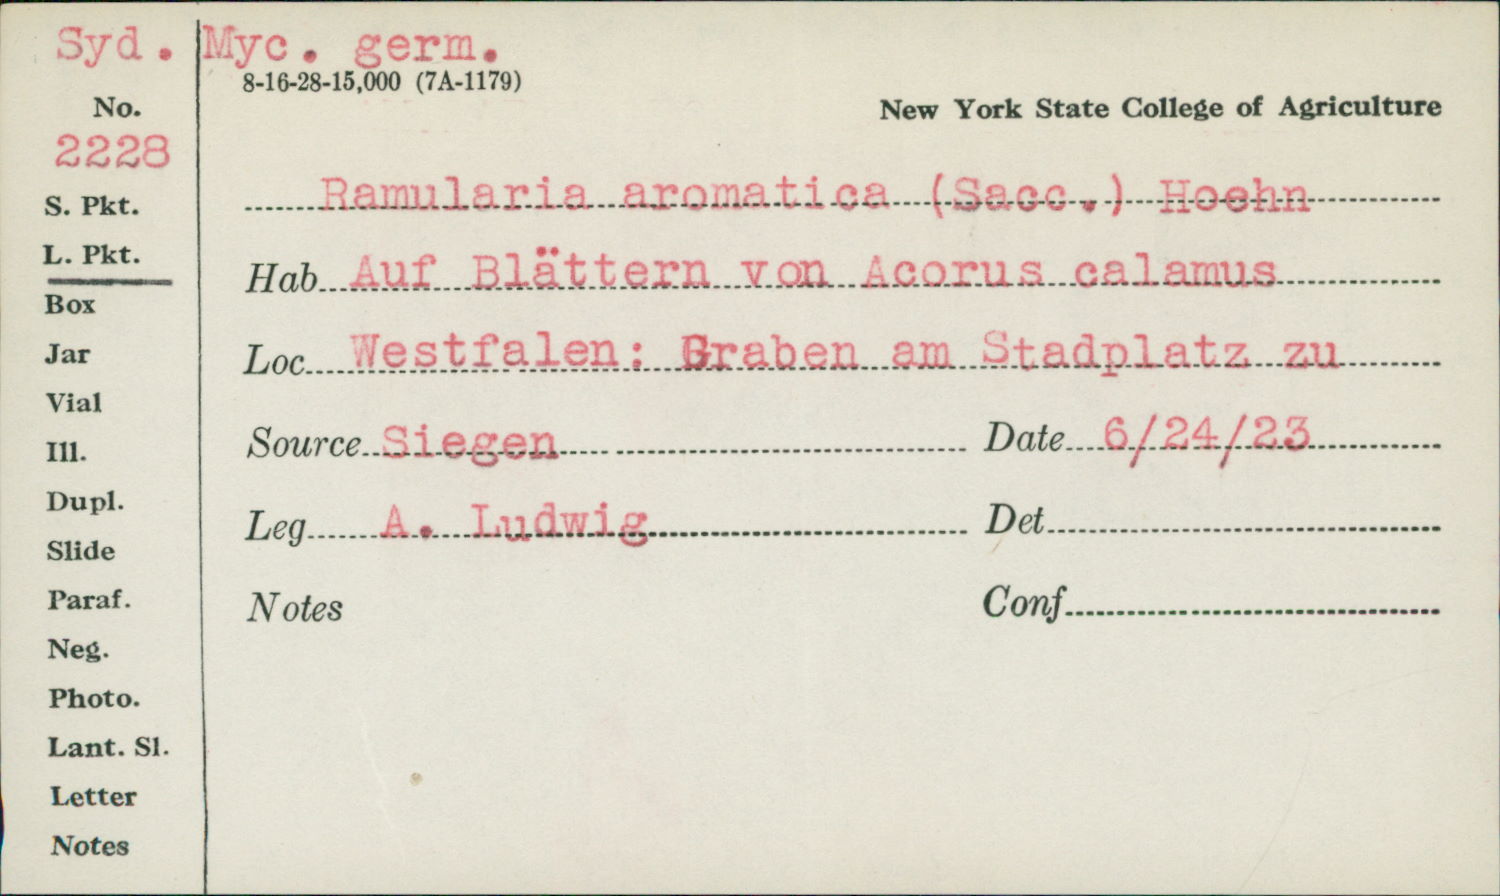 Syd. Myc. germ.
8-16-28-15,000 (7A-1179)
No.
New York State College of Agriculture
2228
Ramularia aromatica (Sacc.) Hoehn
S. Pkt.
L. Pkt.
Hab Auf Blättern von Acorus calamus
Box
Jar
Loc Westfalen: Graben am Stadplatz zu
Vial
Source Siegen Date 6/24/23
Ill.
Dupl.
Leg A. Ludwig Det
Slide
Paraf.
Notes Conf
Neg.
Photo.
Lant. Sl.
Letter
Notes